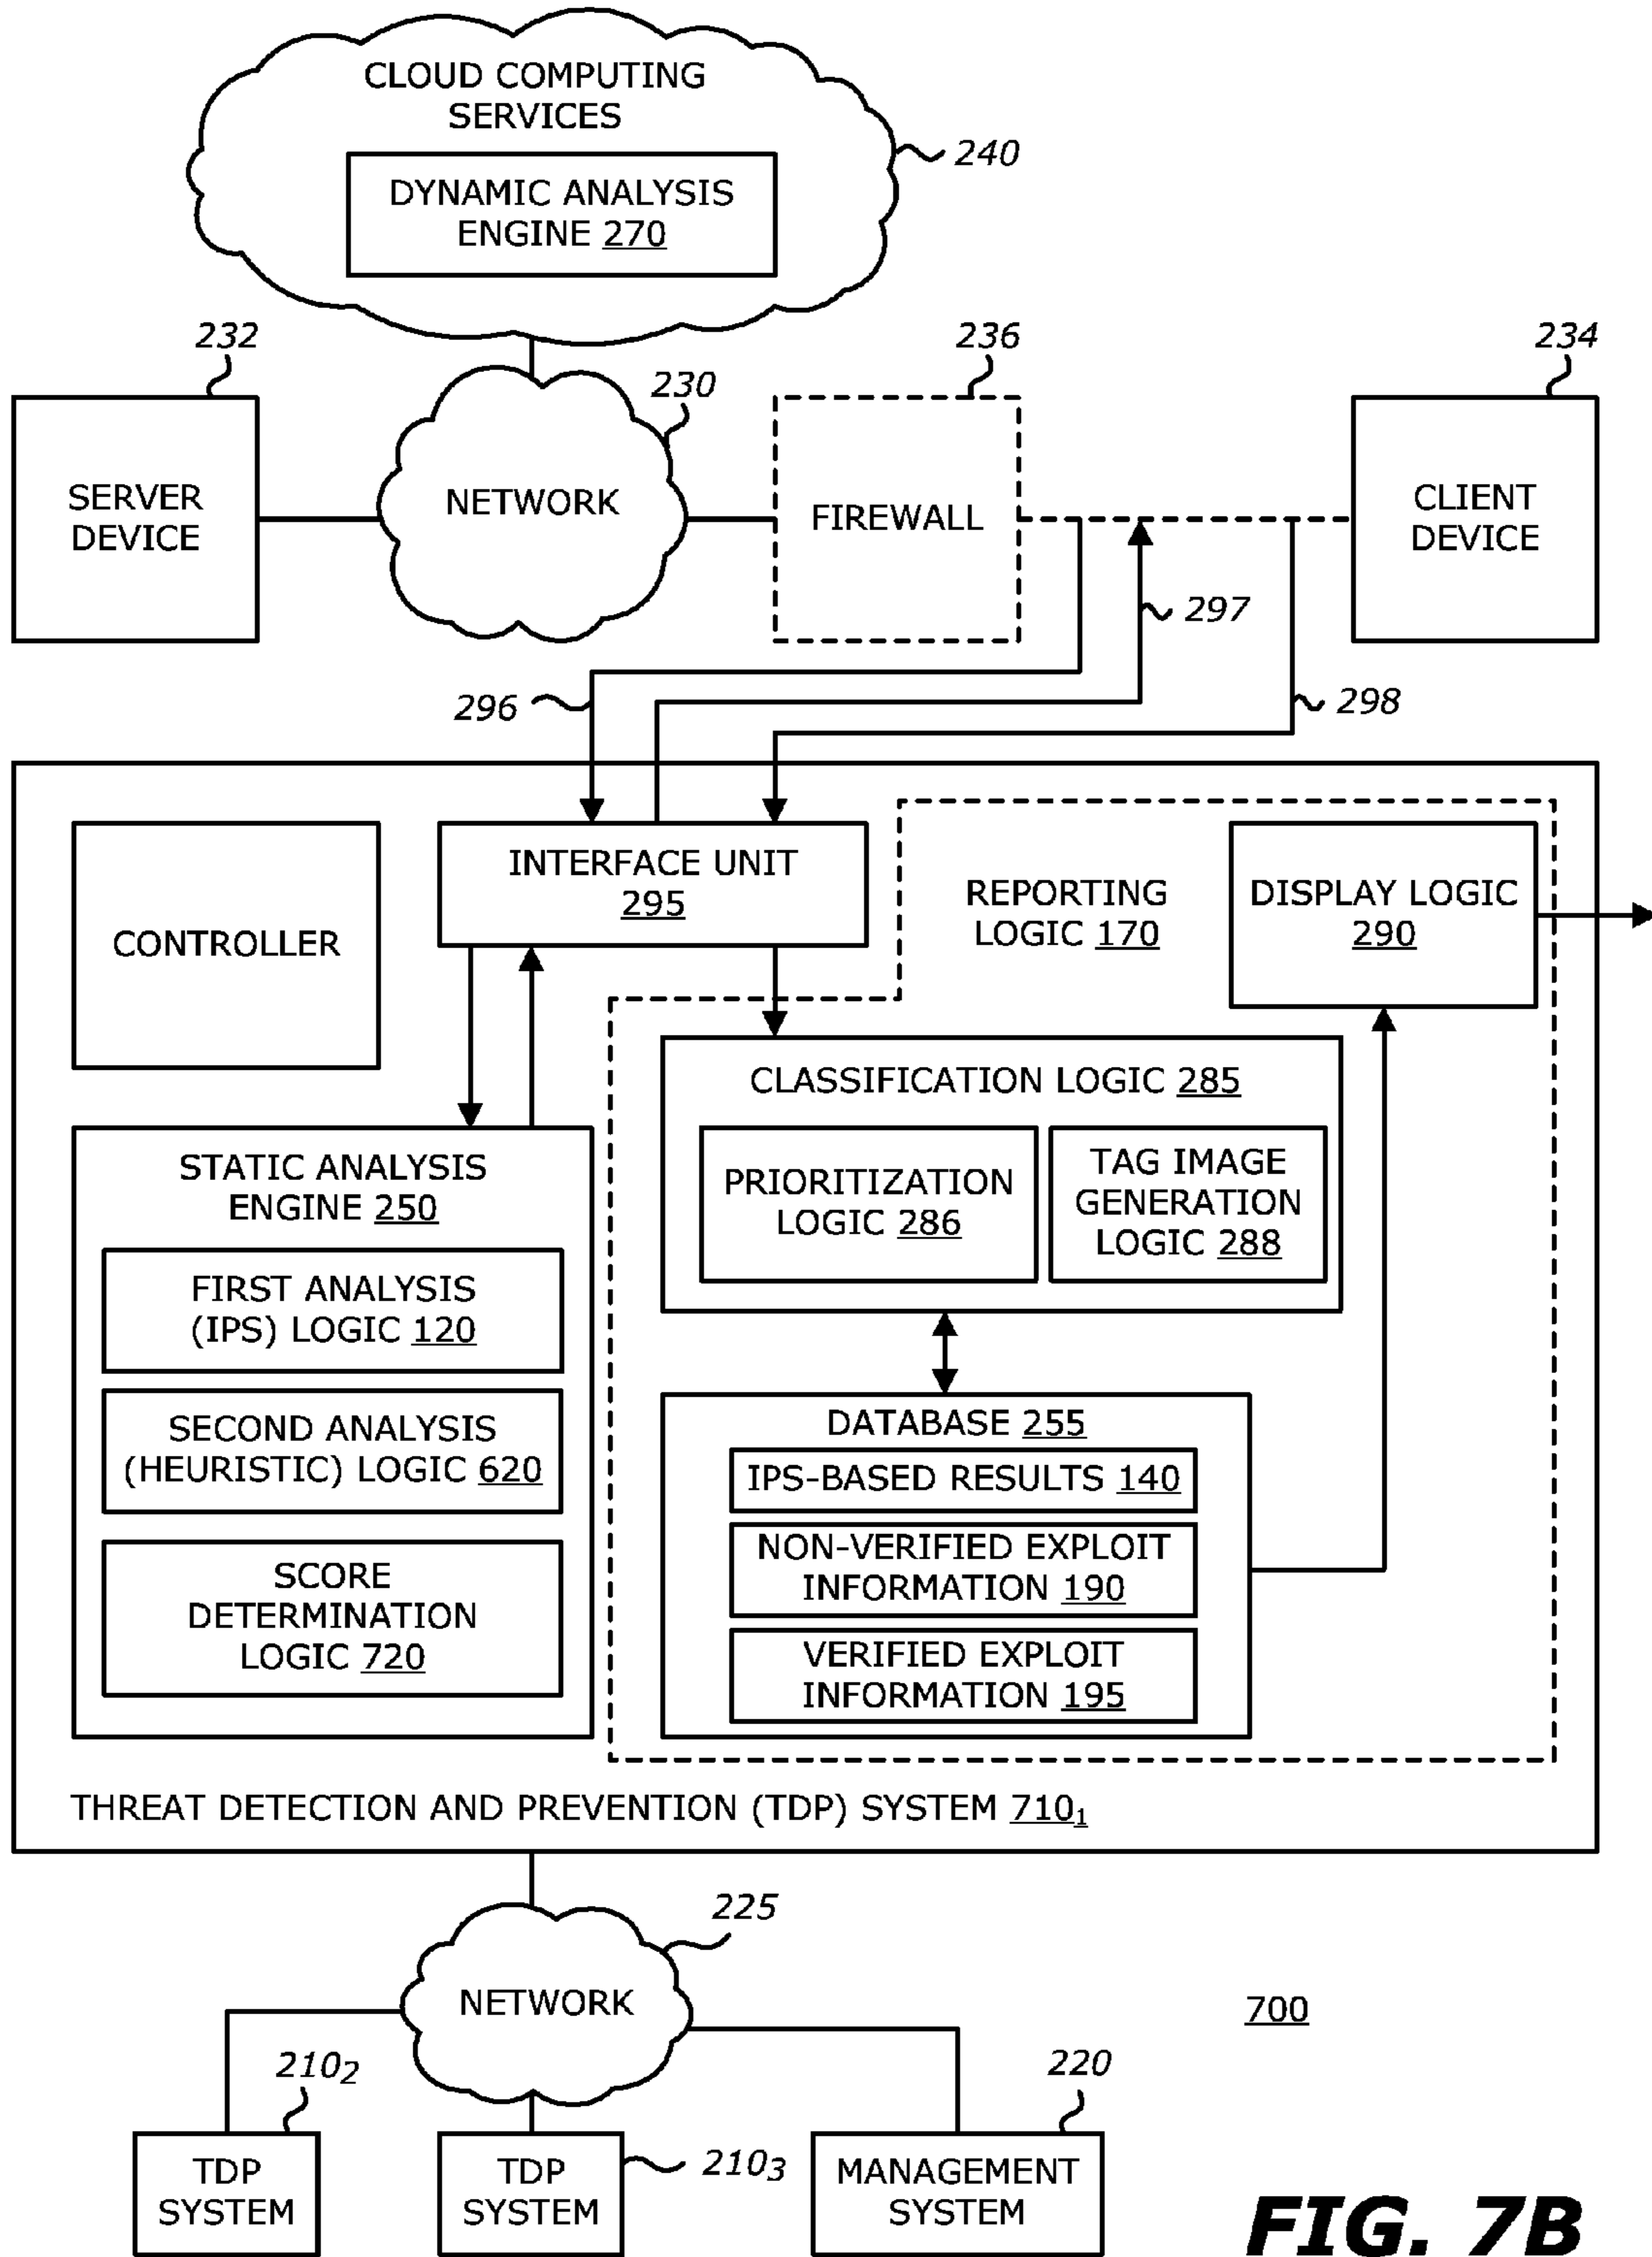 CLOUD COMPUTING
SERVICES
240
DYNAMIC ANALYSIS
ENGINE 270
232
236
234
230
SERVER
DEVICE
NETWORK
FIREWALL
CLIENT
DEVICE
297
296
298
CONTROLLER
INTERFACE UNIT
295
REPORTING
LOGIC 170
DISPLAY LOGIC
290
CLASSIFICATION LOGIC 285
PRIORITIZATION
LOGIC 286
TAG IMAGE
GENERATION
LOGIC 288
STATIC ANALYSIS
ENGINE 250
FIRST ANALYSIS
(IPS) LOGIC 120
SECOND ANALYSIS
(HEURISTIC) LOGIC 620
SCORE
DETERMINATION
LOGIC 720
DATABASE 255
IPS-BASED RESULTS 140
NON-VERIFIED EXPLOIT
INFORMATION 190
VERIFIED EXPLOIT
INFORMATION 195
THREAT DETECTION AND PREVENTION (TDP) SYSTEM 710₁
225
NETWORK
700
210₂
220
TDP
SYSTEM
TDP
SYSTEM
210₃
MANAGEMENT
SYSTEM
FIG. 7B